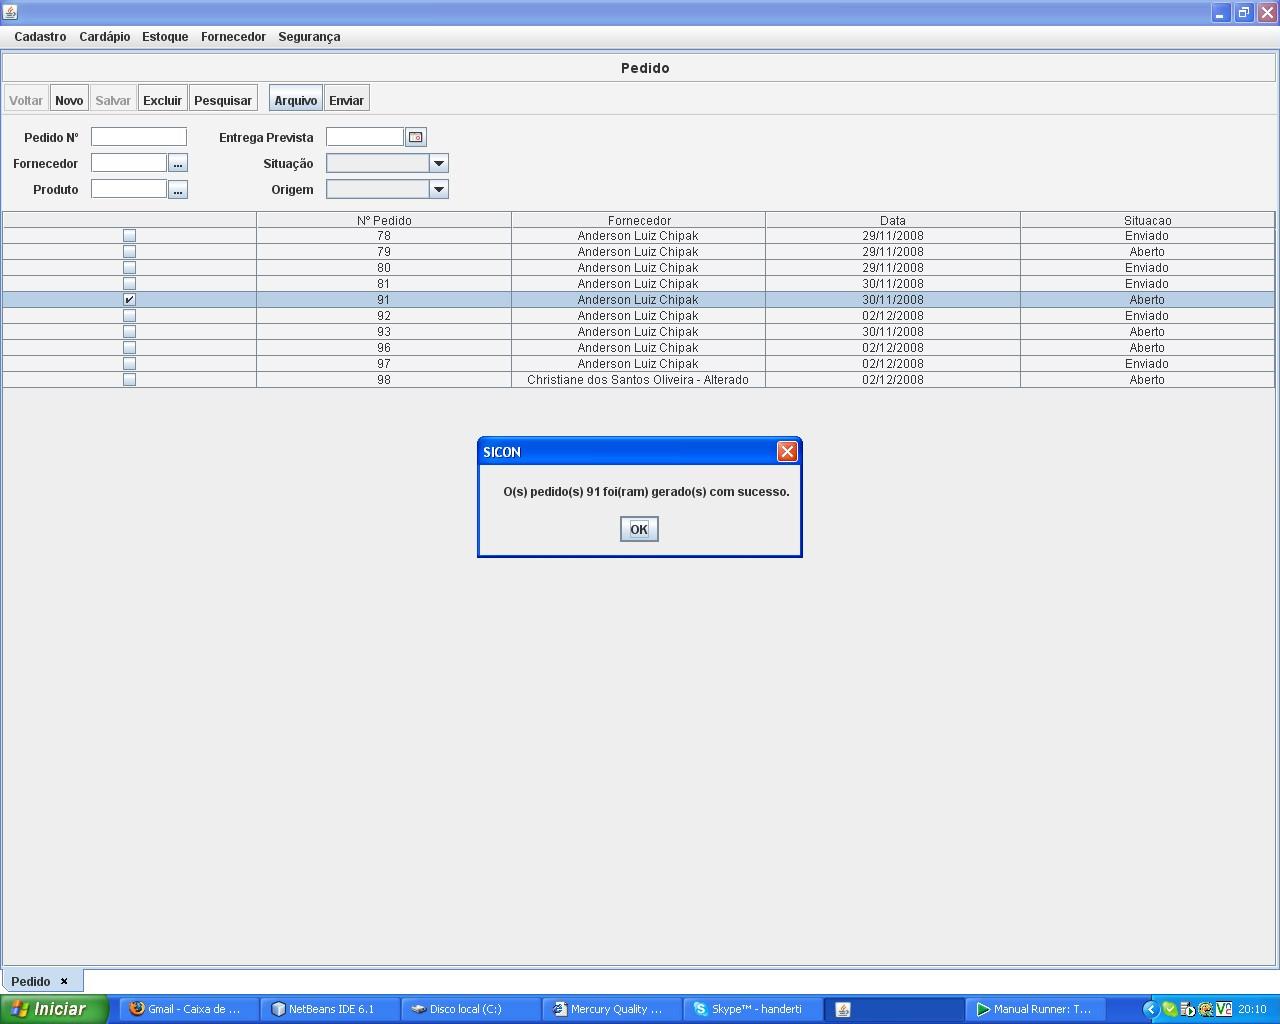 Cadastro Cardápio Estoque Fornecedor Segurança
Pedido
Voltar Novo Salvar Excluir Pesquisar Arquivo Enviar
Pedido Nº Entrega Prevista
Fornecedor ... Situação
Produto ... Origem
Nº Pedido Fornecedor Data Situacao
78 Anderson Luiz Chipak 29/11/2008 Enviado
79 Anderson Luiz Chipak 29/11/2008 Aberto
80 Anderson Luiz Chipak 29/11/2008 Enviado
81 Anderson Luiz Chipak 30/11/2008 Enviado
91 Anderson Luiz Chipak 30/11/2008 Aberto
92 Anderson Luiz Chipak 02/12/2008 Enviado
93 Anderson Luiz Chipak 30/11/2008 Aberto
96 Anderson Luiz Chipak 02/12/2008 Aberto
97 Anderson Luiz Chipak 02/12/2008 Enviado
98 Christiane dos Santos Oliveira - Alterado 02/12/2008 Aberto
SICON
O(s) pedido(s) 91 foi(ram) gerado(s) com sucesso.
OK
Pedido
Iniciar Gmail - Caixa de ... NetBeans IDE 6.1 Disco local (C:) Mercury Quality ... Skype™ - handerti Manual Runner: T... 20:10